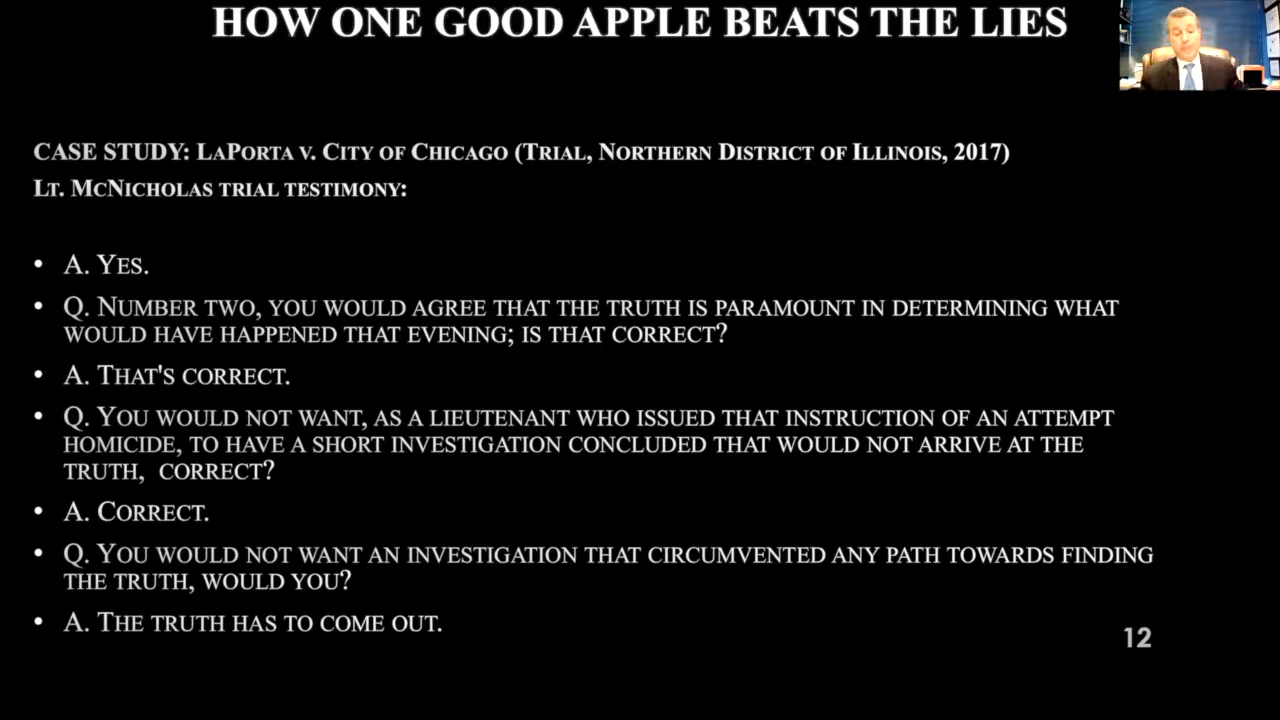 HOW ONE GOOD APPLE BEATS THE LIES
CASE STUDY: LAPORTA V. CITY OF CHICAGO (TRIAL, NORTHERN DISTRICT OF ILLINOIS, 2017)
LT. MCNICHOLAS TRIAL TESTIMONY:
• A. YES.
• Q. NUMBER TWO, YOU WOULD AGREE THAT THE TRUTH IS PARAMOUNT IN DETERMINING WHAT
WOULD HAVE HAPPENED THAT EVENING; IS THAT CORRECT?
• A. THAT'S CORRECT.
• Q. YOU WOULD NOT WANT, AS A LIEUTENANT WHO ISSUED THAT INSTRUCTION OF AN ATTEMPT
HOMICIDE, TO HAVE A SHORT INVESTIGATION CONCLUDED THAT WOULD NOT ARRIVE AT THE
TRUTH, CORRECT?
• A. CORRECT.
• Q. YOU WOULD NOT WANT AN INVESTIGATION THAT CIRCUMVENTED ANY PATH TOWARDS FINDING
THE TRUTH, WOULD YOU?
• A. THE TRUTH HAS TO COME OUT.
12